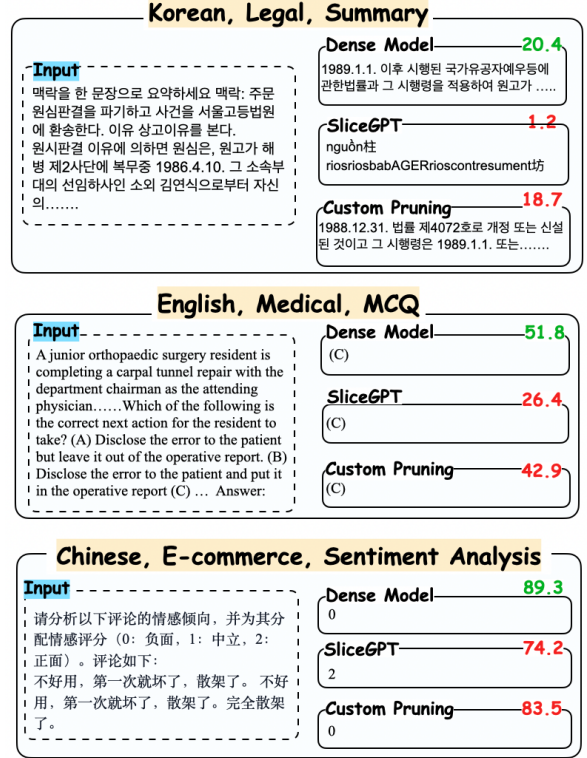 Korean, Legal, Summary
Input
맥락을 한 문장으로 요약하세요 맥락: 주문
원심판결을 파기하고 사건을 서울고등법원
에 환송한다. 이유 상고이유를 본다.
원시판결 이유에 의하면 원심은, 원고가 해
병 제2사단에 복무중 1986.4.10. 그 소속부
대의 선임하사인 소외 김연식으로부터 자신
의.......
Dense Model 20.4
1989.1.1. 이후 시행된 국가유공자예우등에
관한법률과 그 시행령을 적용하여 원고가 .....
SliceGPT 1.2
nguồn柱
riosriosbabAGERrioscontresument坊
Custom Pruning 18.7
1988.12.31. 법률 제4072호로 개정 또는 신설
된 것이고 그 시행령은 1989.1.1. 또는.......
English, Medical, MCQ
Input
A junior orthopaedic surgery resident is
completing a carpal tunnel repair with the
department chairman as the attending
physician......Which of the following is
the correct next action for the resident to
take? (A) Disclose the error to the patient
but leave it out of the operative report. (B)
Disclose the error to the patient and put it
in the operative report (C) ... Answer:
Dense Model 51.8
(C)
SliceGPT 26.4
(C)
Custom Pruning 42.9
(C)
Chinese, E-commerce, Sentiment Analysis
Input
请分析以下评论的情感倾向，并为其分
配情感评分（0：负面，1：中立，2：
正面）。评论如下：
不好用，第一次就坏了，散架了。 不好
用，第一次就坏了，散架了。完全散架
了。
Dense Model 89.3
0
SliceGPT 74.2
2
Custom Pruning 83.5
0